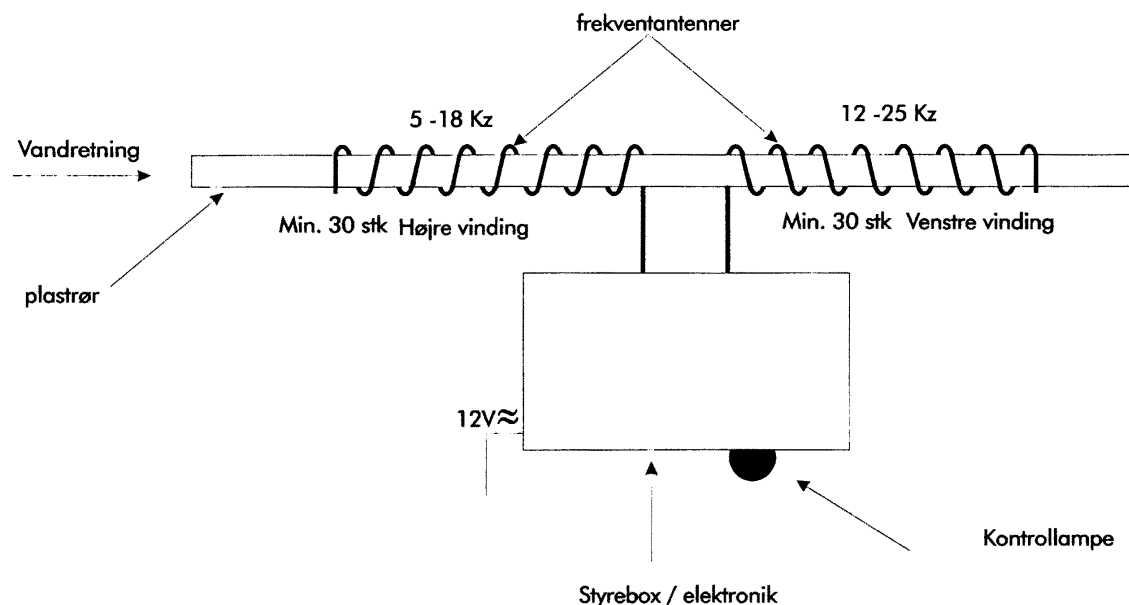 frekventantenner
5 -18 Kz
12 -25 Kz
Vandretning
Min. 30 stk Højre vinding
Min. 30 stk Venstre vinding
plastrør
12V≈
Kontrollampe
Styrebox / elektronik